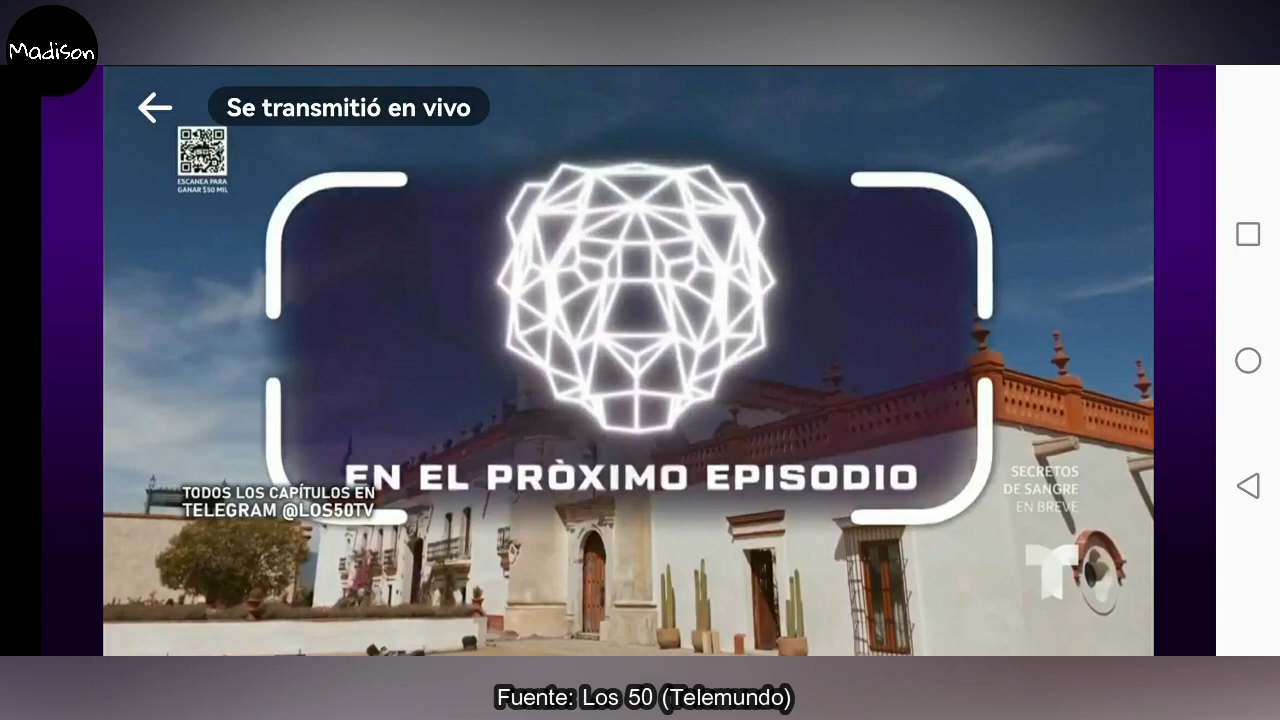 Madison
Se transmitió en vivo
ESCANEA PARA
GANAR $50 MIL
EN EL PRÒXIMO EPISODIO
TODOS LOS CAPÍTULOS EN
TELEGRAM @LOS50TV
SECRETOS
DE SANGRE
EN BREVE
Fuente: Los 50 (Telemundo)